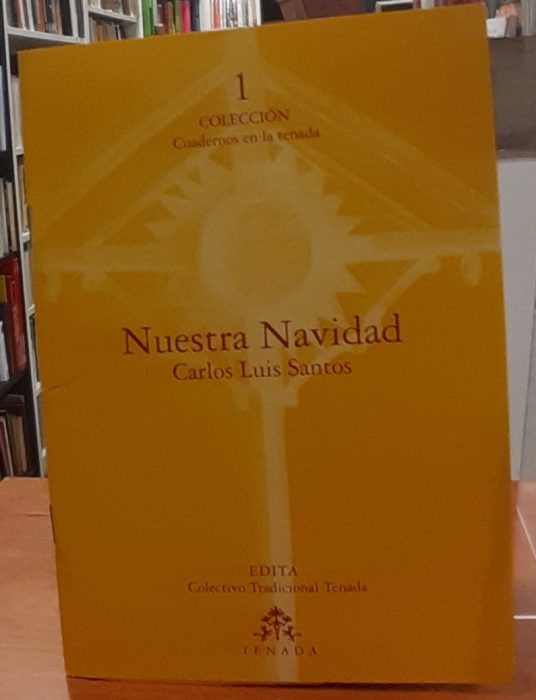 1
COLECCIÓN
Cuadernos en la tenada
Nuestra Navidad
Carlos Luis Santos
EDITA
Colectivo Tradicional Tenada
TENADA